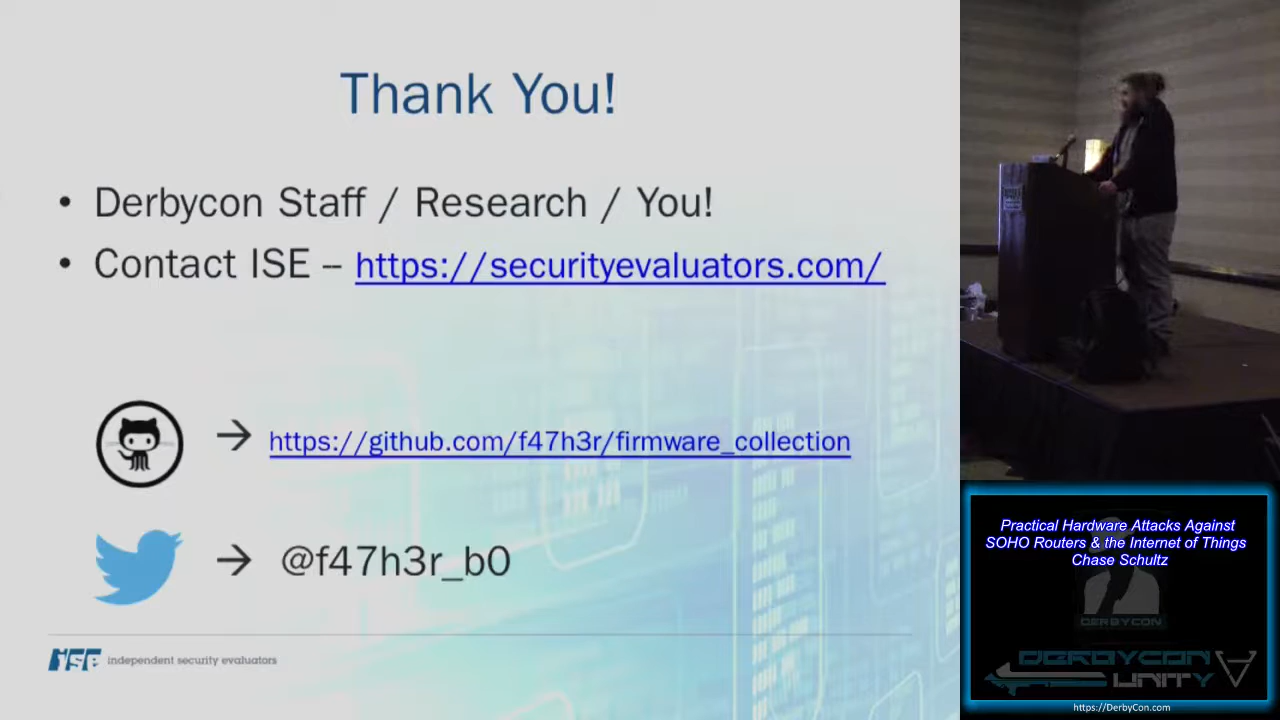 Thank You!
• Derbycon Staff / Research / You!
• Contact ISE – https://securityevaluators.com/
→ https://github.com/f47h3r/firmware_collection
→ @f47h3r_b0
ise independent security evaluators
Practical Hardware Attacks Against
SOHO Routers & the Internet of Things
Chase Schultz
DERBYCON
DERBYCON
UNITY
https://DerbyCon.com